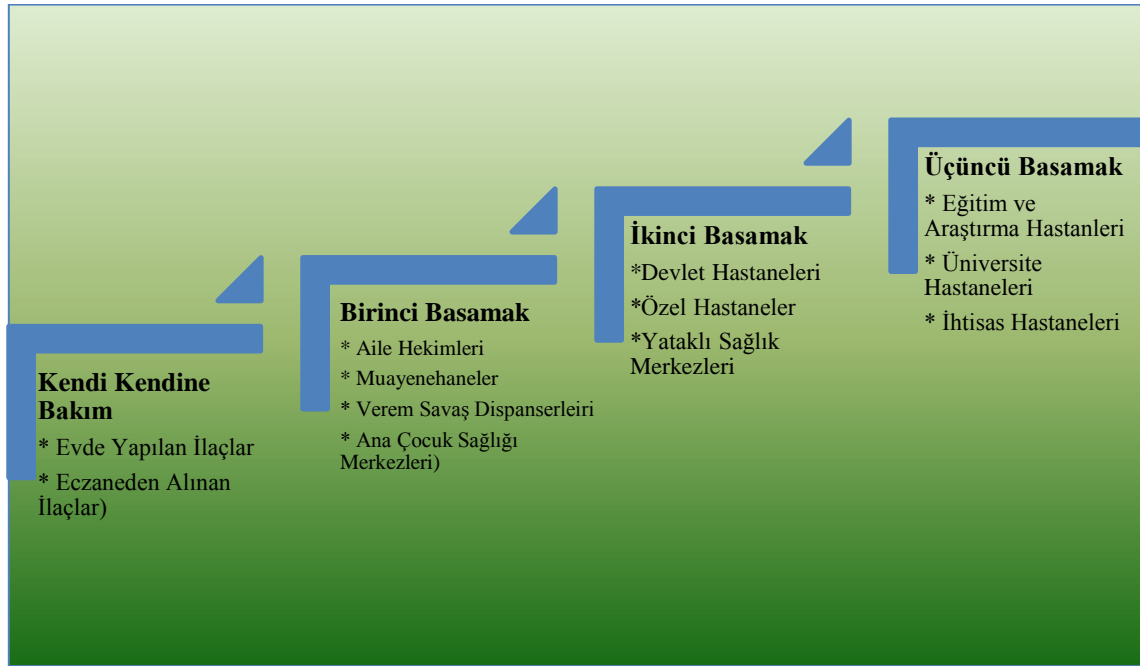 Kendi Kendine
Bakım
* Evde Yapılan İlaçlar
* Eczaneden Alınan
İlaçlar)
Birinci Basamak
* Aile Hekimleri
* Muayenehaneler
* Verem Savaş Dispanserleiri
* Ana Çocuk Sağlığı
Merkezleri)
İkinci Basamak
*Devlet Hastaneleri
*Özel Hastaneler
*Yataklı Sağlık
Merkezleri
Üçüncü Basamak
* Eğitim ve
Araştırma Hastanleri
* Üniversite
Hastaneleri
* İhtisas Hastaneleri